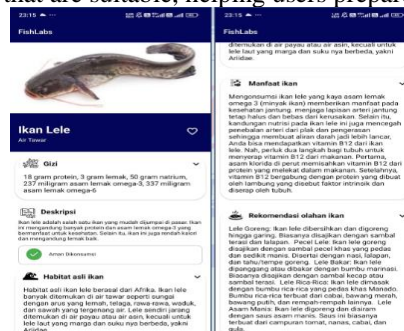 that are suitable, helping users prepare
23:15
FishLabs
Ikan Lele
Air Tawar
Gizi
18 gram protein, 3 gram lemak, 50 gram natrium,
237 miligram asam lemak omega-3, 337 miligram
asam lemak omega-6
Deskripsi
Ikan lele adalah salah satu ikan yang mudah dijumpai di pasar. Ikan
ini mengandung banyak protein dan asam lemak omega-3 yang
bermanfaat untuk kesehatan. Selain itu, ikan ini juga rendah kalori
dan mengandung lemak baik.
Aman Dikonsumsi
Habitat asli ikan
Habitat asli ikan lele berasal dari Afrika. Ikan lele
banyak ditemukan di air tawar seperti sungai
dengan arus yang lemah, telaga, rawa-rawa, waduk,
dan sawah yang tergenang air. Lele sendiri jarang
ditemukan di air payau atau air asin, kecuali untuk
lele laut yang marga dan suku nya berbeda, yakni
23:15
FishLabs
ditemukan di air payau atau air asin, kecuali untuk
lele laut yang marga dan suku nya berbeda, yakni
Ariidae.
Manfaat ikan
Mengonsumsi ikan lele yang kaya asam lemak
omega 3 (minyak ikan) memberikan manfaat pada
kesehatan jantung, menjaga lapisan arteri jantung
tetap halus dan bebas dari kerusakan. Selain itu,
kandungan nutrisi pada ikan lele ini juga mencegah
penebalan arteri dari plak dan pengerasan
sehingga membuat aliran darah jadi lebih lancar.
Anda bisa mendapatkan vitamin B12 dari ikan
lele. Nah, perlu dua langkah bagi tubuh untuk
menyerap vitamin B12 dari makanan. Pertama,
asam klorida di perut memisahkan vitamin B12 dari
protein yang melekat dalam makanan. Setelahnya,
vitamin B12 bergabung dengan protein yang dibuat
oleh lambung yang disebut faktor intrinsik dan
diserap oleh tubuh.
Rekomendasi olahan ikan
Lele Goreng: Ikan lele dibersihkan dan digoreng
hingga garing. Biasanya disajikan dengan sambal
terasi dan lalapan. Pecel Lele: Ikan lele goreng
disajikan dengan sambal pecel khas yang pedas
dan sedikit manis. Disertai dengan nasi, lalapan,
dan tahu/tempe goreng. Lele Bakar: Ikan lele
dipanggang atau dibakar dengan bumbu marinasi.
Biasanya disajikan dengan sambal kecap atau
sambal terasi. Lele Rica-Rica: Ikan lele dimasak
dengan bumbu rica-rica yang pedas khas Manado.
Bumbu rica-rica terbuat dari cabai, bawang merah,
bawang putih, dan rempah-rempah lainnya. Lele
Asam Manis: Ikan lele digoreng dan disiram
dengan saus asam manis. Saus ini biasanya
terbuat dari campuran tomat, nanas, cabai, dan
gula.